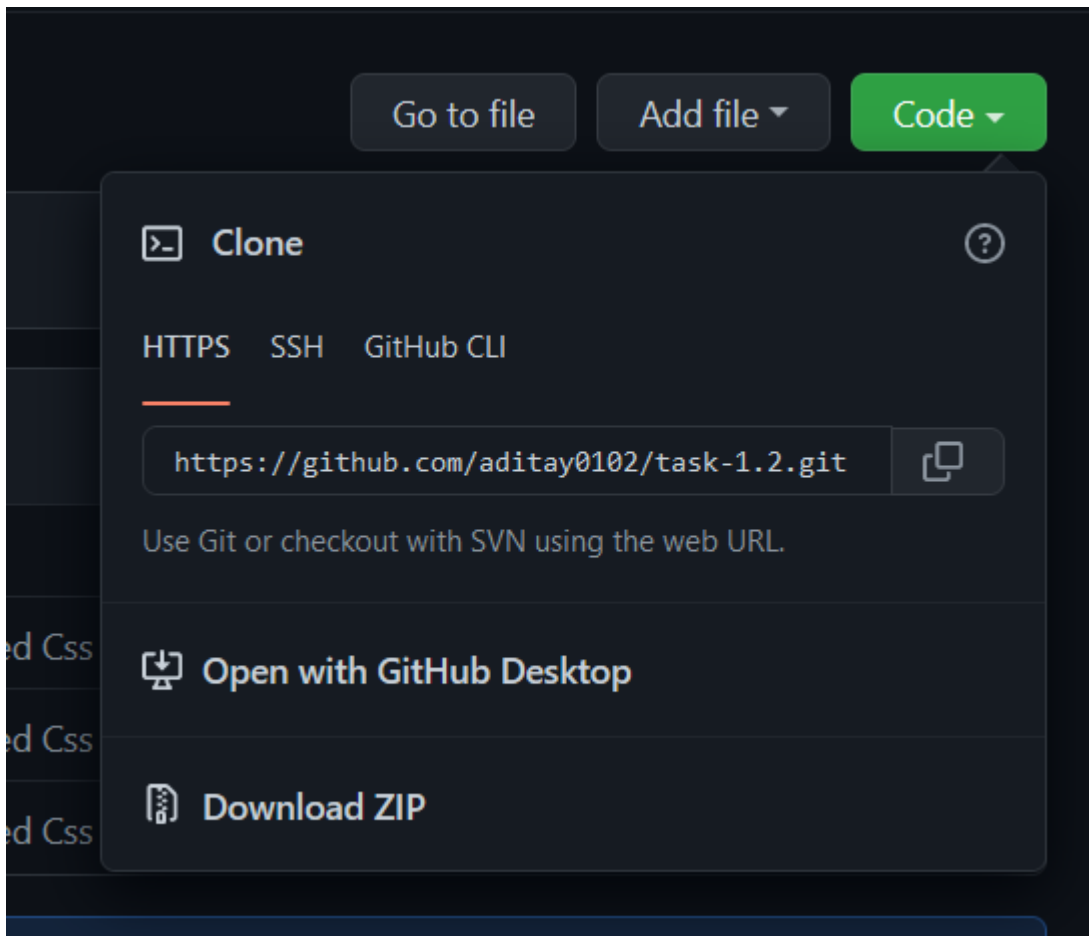 Go to file Add file Code
Clone
HTTPS SSH GitHub CLI
https://github.com/aditay0102/task-1.2.git
Use Git or checkout with SVN using the web URL.
Open with GitHub Desktop
Download ZIP
ed Css
ed Css
ed Css